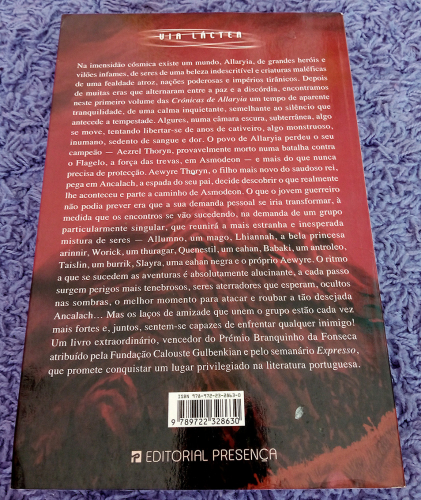 VIA LÁCTEA
Na imensidão cósmica existe um mundo, Allaryia, de grandes heróis e
vilões infames, de seres de uma beleza indescritível e criaturas maléficas
de uma fealdade atroz, nações poderosas e impérios tirânicos. Depois
de muitas eras que alternaram entre a paz e a discórdia, encontramos
neste primeiro volume das Crónicas de Allaryia um tempo de aparente
tranquilidade, de uma calma inquietante, semelhante ao silêncio que
antecede a tempestade. Algures, numa câmara escura, subterrânea, algo
se move, tentando libertar-se de anos de cativeiro, algo monstruoso,
inumano, sedento de sangue e dor. O povo de Allaryia perdeu o seu
campeão — Aezrel Thoryn, provavelmente morto numa batalha contra
o Flagelo, a força das trevas, em Asmodeon — e mais do que nunca
precisa de protecção. Aewyre Thoryn, o filho mais novo do saudoso rei,
pega em Ancalach, a espada do seu pai, decide descobrir o que realmente
lhe aconteceu e parte a caminho de Asmodeon. O que o jovem guerreiro
não podia prever era que a sua demanda pessoal se iria transformar, à
medida que os encontros se vão sucedendo, na demanda de um grupo
particularmente singular, que reunirá a mais estranha e inesperada
mistura de seres — Allumno, um mago, Lhiannah, a bela princesa
arinnir, Worick, um thuragar, Quenestil, um eahan, Babaki, um antroleo,
Taislin, um burrik, Slayra, uma eahan negra e o próprio Aewyre. O ritmo
a que se sucedem as aventuras é absolutamente alucinante, a cada passo
surgem perigos mais tenebrosos, seres aterradores que esperam, ocultos
nas sombras, o melhor momento para atacar e roubar a tão desejada
Ancalach... Mas os laços de amizade que unem o grupo estão cada vez
mais fortes e, juntos, sentem-se capazes de enfrentar qualquer inimigo!
Um livro extraordinário, vencedor do Prémio Branquinho da Fonseca
atribuído pela Fundação Calouste Gulbenkian e pelo semanário Expresso,
que promete conquistar um lugar privilegiado na literatura portuguesa.
ISBN 972-972-23-2863-0
9 789722 328630
EDITORIAL PRESENÇA